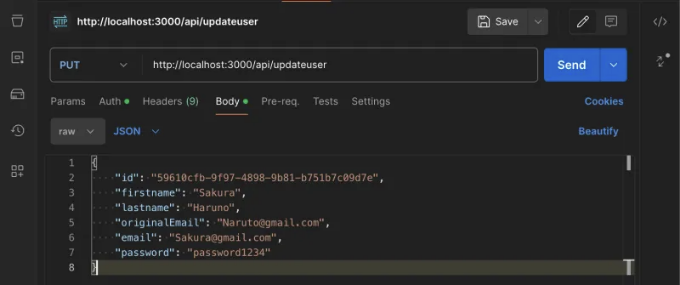 HTTP http://localhost:3000/api/updateuser Save
PUT http://localhost:3000/api/updateuser Send
Params Auth Headers (9) Body Pre-req. Tests Settings Cookies
raw JSON Beautify
1 {
2 "id": "59610cfb-9f97-4898-9b81-b751b7c09d7e",
3 "firstname": "Sakura",
4 "lastname": "Haruno",
5 "originalEmail": "Naruto@gmail.com",
6 "email": "Sakura@gmail.com",
7 "password": "password1234"
8 }